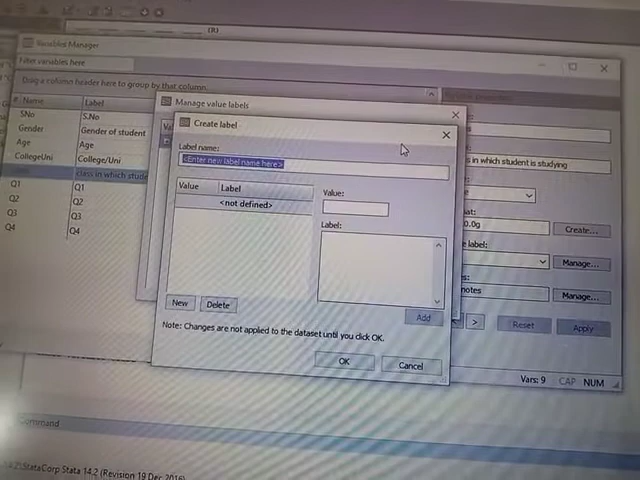 (R)
Variables Manager
Filter variables here
Drag a column header here to group by that column.
# Name Label
SNo S.No
Gender Gender of student
Age Age
CollegeUni College/Uni
class in which stude
Q1 Q1
Q2 Q2
Q3 Q3
Q4 Q4
Manage value labels
Create label
Label name:
<Enter new label name here>
Value Label
<not defined>
Value:
Label:
New Delete
Add
Note: Changes are not applied to the dataset until you click OK.
OK Cancel
s in which student is studying
0.0g
Create...
e label:
Manage...
notes
Manage...
> Reset Apply
Vars: 9 CAP NUM
Command
14.2\StataCorp Stata 14.2 (Revision 19 Dec 2016)